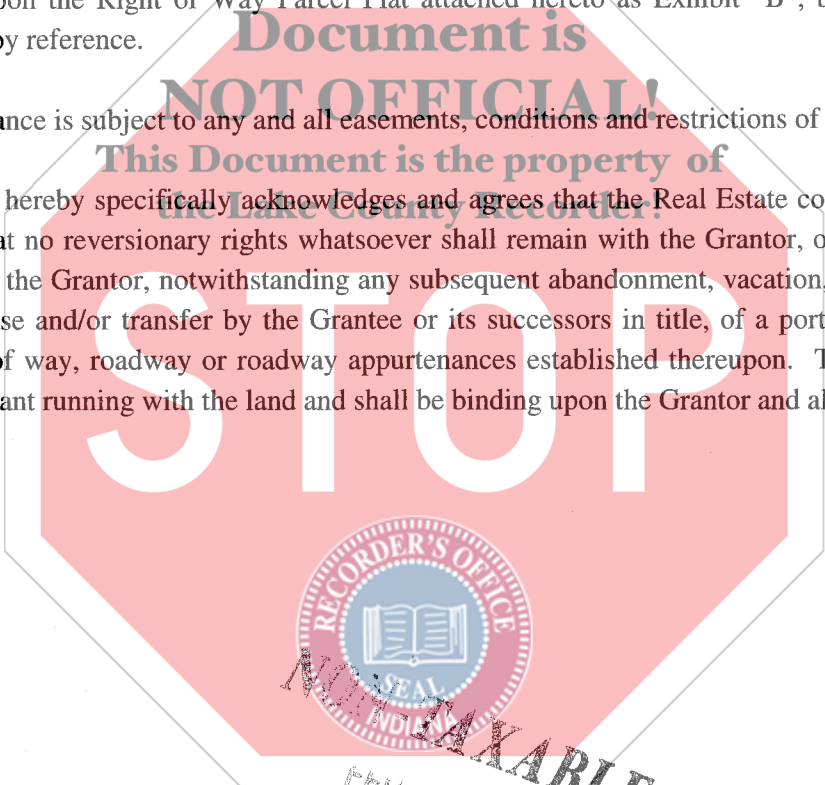 upon the Right of Way Parcel Plat attached hereto as Exhibit "B",
by reference.
Document is
NOT OFFICIAL!
ance is subject to any and all easements, conditions and restrictions of
This Document is the property of
the Lake County Recorder!
hereby specifically acknowledges and agrees that the Real Estate co
at no reversionary rights whatsoever shall remain with the Grantor, o
the Grantor, notwithstanding any subsequent abandonment, vacation,
se and/or transfer by the Grantee or its successors in title, of a port
of way, roadway or roadway appurtenances established thereupon. T
ant running with the land and shall be binding upon the Grantor and al
STOP
RECORDER'S OFFICE
SEAL
INDIANA
NON-TAXABLE